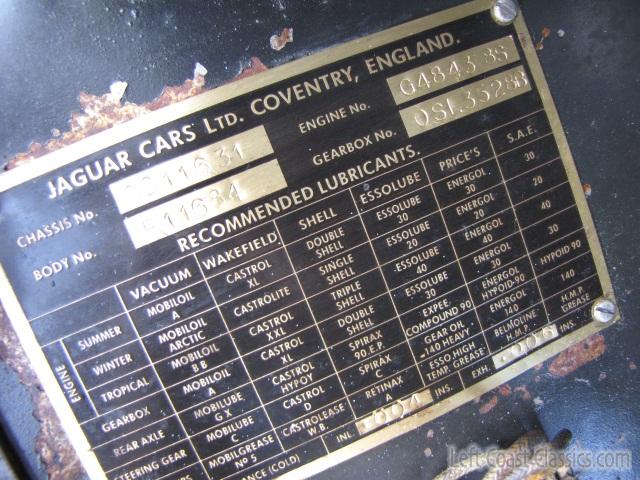 JAGUAR CARS LTD. COVENTRY, ENGLAND.
CHASSIS No. ENGINE No. G4843-8S
BODY No. GEARBOX No.
RECOMMENDED LUBRICANTS.
VACUUM WAKEFIELD SHELL ESSOLUBE PRICE'S S.A.E.
ENGINE
SUMMER MOBILOIL A CASTROL XL DOUBLE SHELL ESSOLUBE 30 ENERGOL 30 30
WINTER MOBILOIL ARCTIC CASTROLITE SINGLE SHELL ESSOLUBE 20 ENERGOL 20 20
TROPICAL MOBILOIL BB CASTROL XXL TRIPLE SHELL ESSOLUBE 40 ENERGOL 40 40
GEARBOX MOBILOIL A CASTROL XL DOUBLE SHELL ESSOLUBE 30 ENERGOL 30 30
REAR AXLE MOBILUBE GX CASTROL HYPOY SPIRAX 90 E.P. EXPEE COMPOUND 90 ENERGOL HYPOID-90 HYPOID 90
STEERING GEAR MOBILUBE C CASTROL D SPIRAX C GEAR OIL 140 HEAVY ENERGOL 140 140
MOBILGREASE No 5 CASTROLEASE W.B. RETINAX A ESSO HIGH TEMP. GREASE BELMOLINE H.M.P. H.M.P. GREASE
(COLD) INL. .004 INS. EXH. .006 INS.
Left-Coast-Classics.com